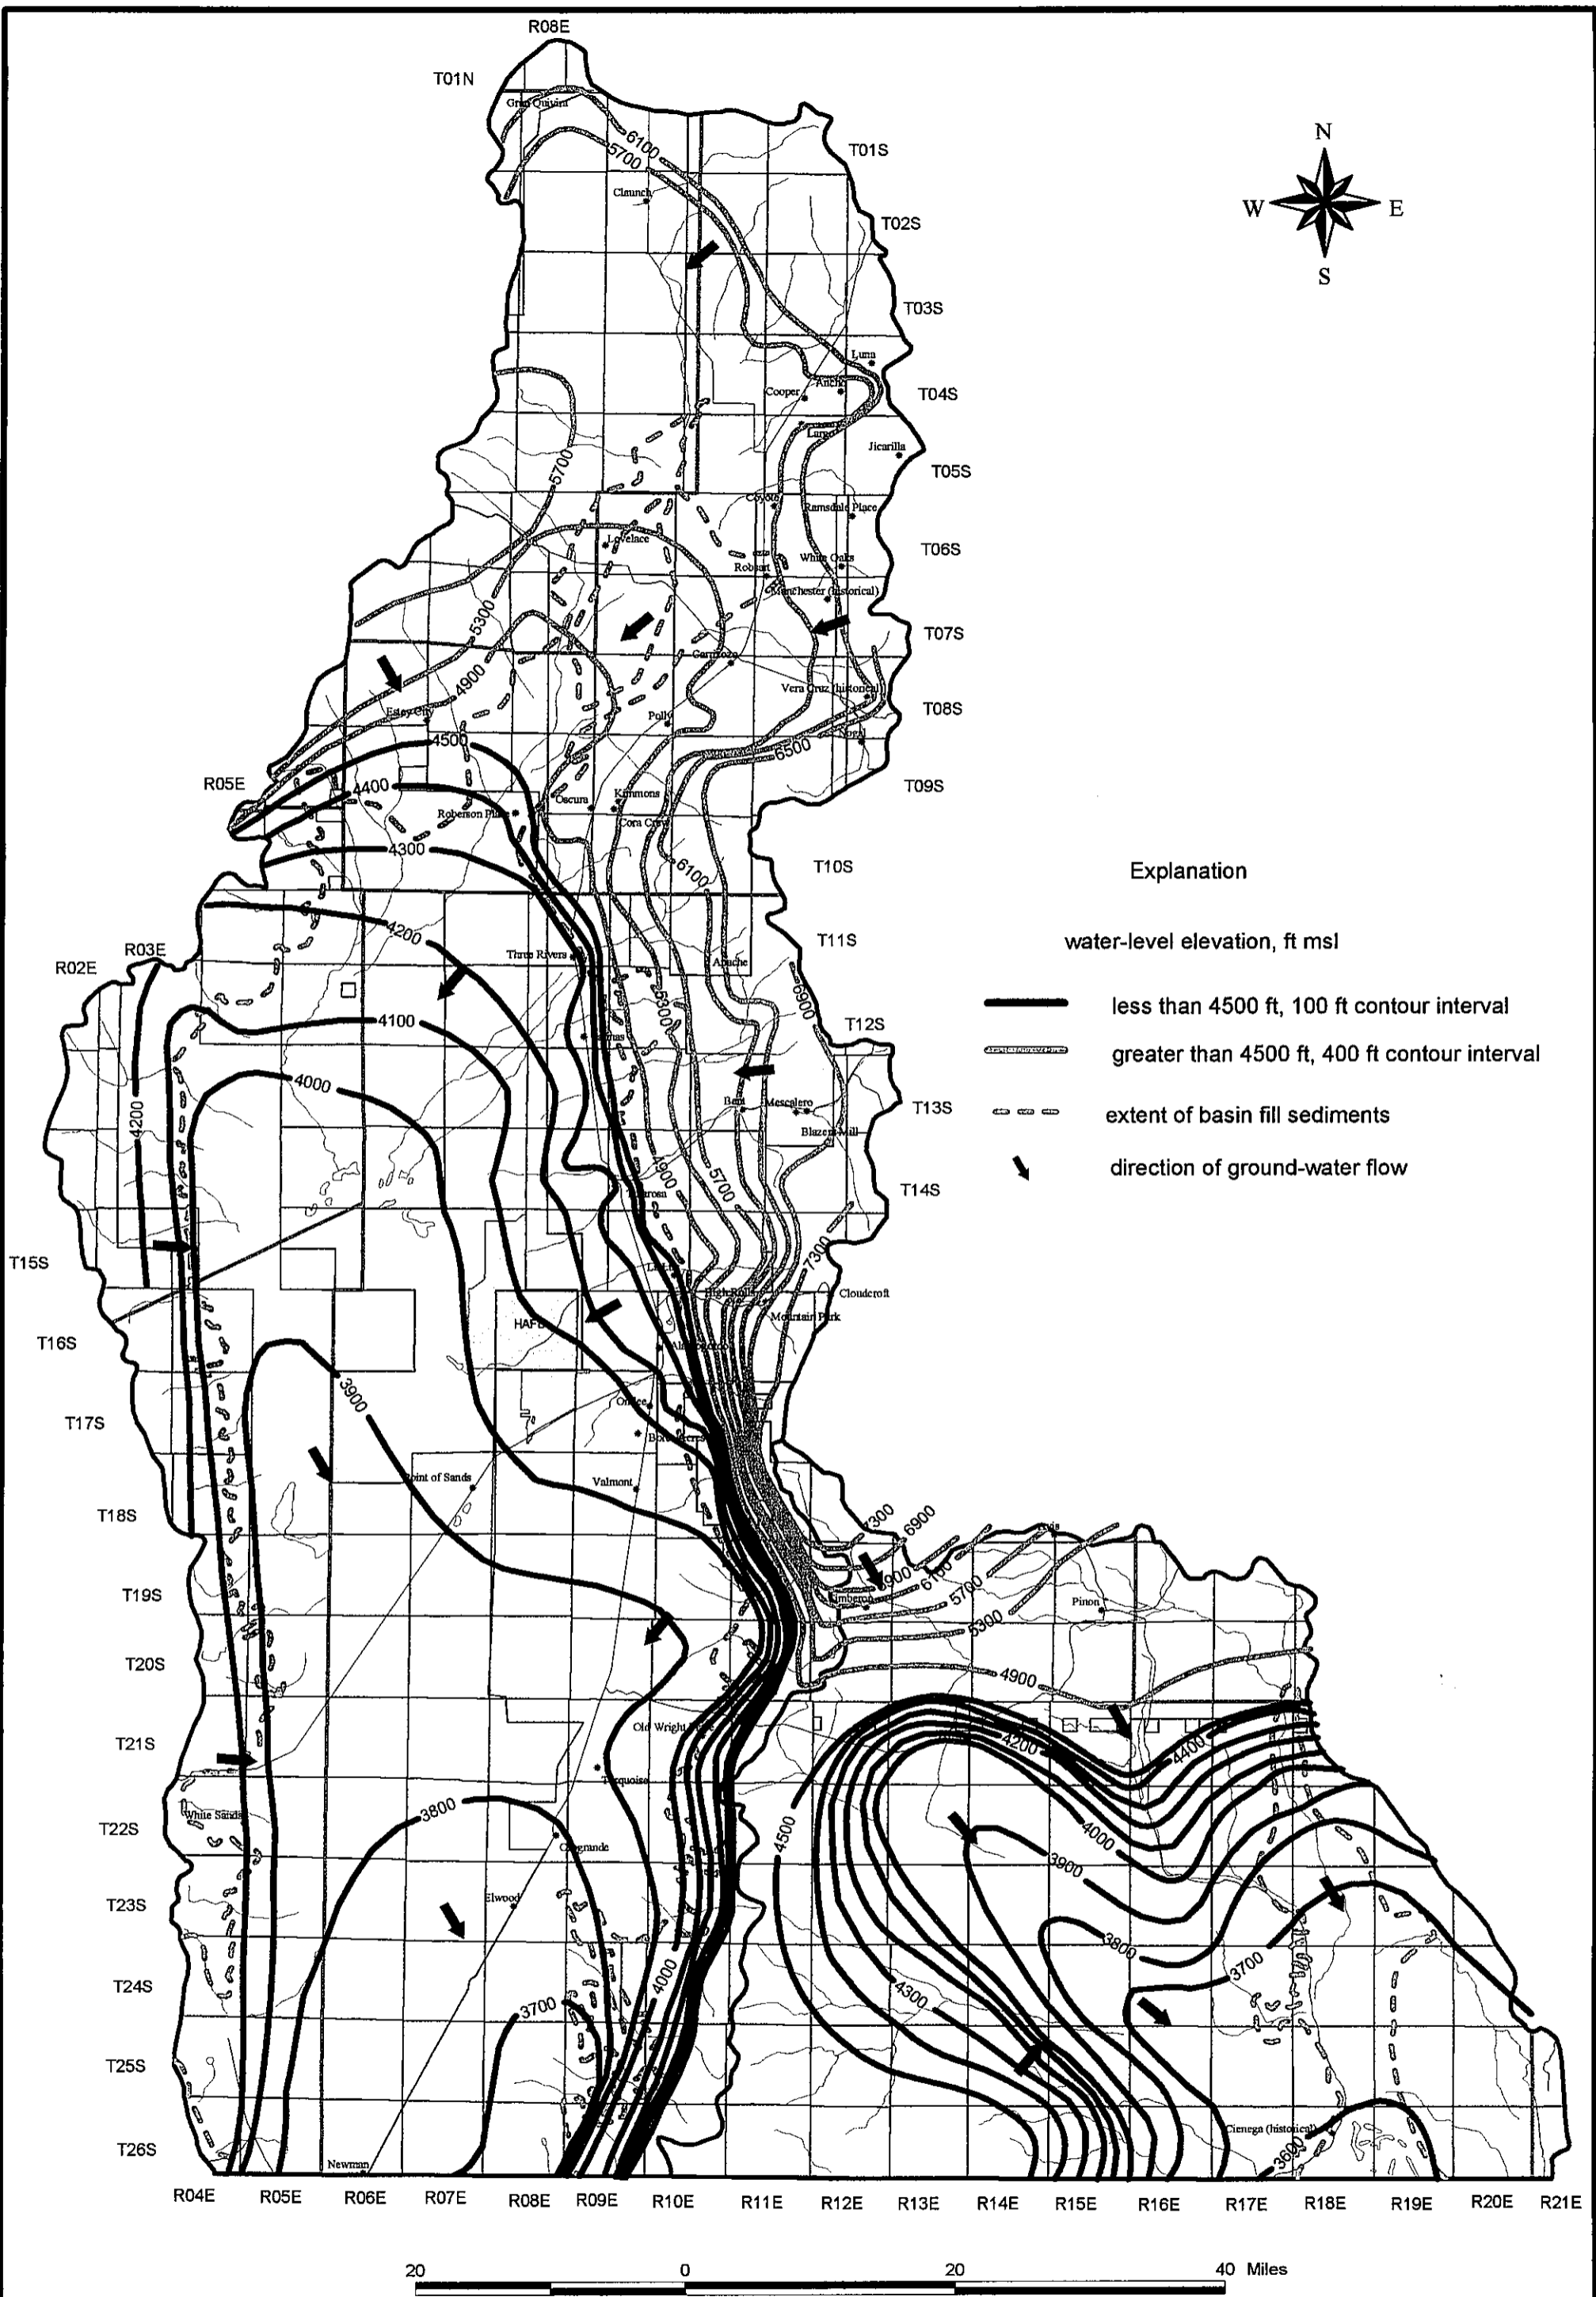 R08E
T01N
Gran Quivira
6100
5700
T01S
N
W E
S
Claunch
T02S
T03S
Luna
Ancho
Cooper
T04S
Largo
Jicarilla
T05S
5700
Coyote
Ramsdale Place
Lovelace
T06S
White Oaks
Robsart
Manchester (historical)
5300
T07S
Carrizozo
4900
Vera Cruz (historical)
T08S
Estey City
Polly
Nogal
4500
6500
R05E
4400
T09S
Oscura
Kimmons
Roberson Place
4300
6100
T10S
Explanation
water-level elevation, ft msl
less than 4500 ft, 100 ft contour interval
greater than 4500 ft, 400 ft contour interval
extent of basin fill sediments
direction of ground-water flow
4200
T11S
R03E
R02E
Three Rivers
Apache
6900
5300
4100
T12S
4000
4200
Bent
Mescalero
T13S
Blazers Mill
4900
5700
T14S
7300
T15S
High Rolls
Cloudcroft
Mountain Park
HAFB
T16S
Alamogordo
3900
T17S
Point of Sands
Valmont
T18S
7300
6900
T19S
6100
5700
Pinon
5300
T20S
4900
Old Wright Place
T21S
4200
4400
Turquoise
White Sands
3800
T22S
4500
4000
Orogrande
3900
Elwood
T23S
3800
3700
T24S
4000
4300
3700
T25S
Cienega (historical)
3600
T26S
Newman
R04E R05E R06E R07E R08E R09E R10E R11E R12E R13E R14E R15E R16E R17E R18E R19E R20E R21E
20 0 20 40 Miles